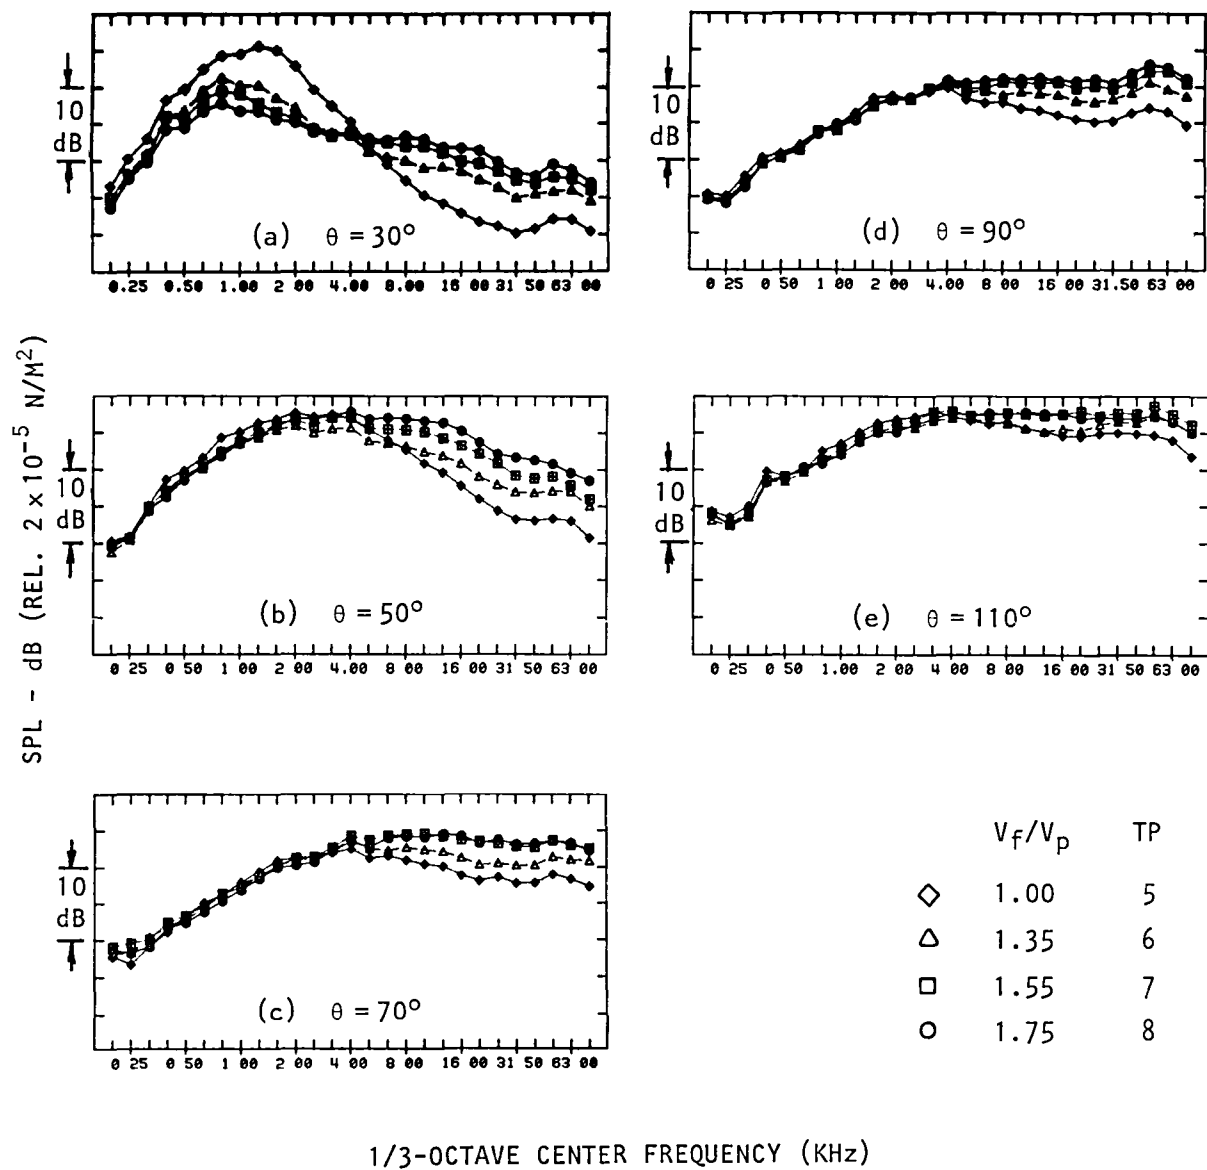 SPL - dB (REL. 2 x 10⁻⁵ N/M²)
10
dB
(a) θ = 30°
0.25 0.50 1.00 2.00 4.00 8.00 16 00 31 50 63 00
10
dB
(b) θ = 50°
0 25 0 50 1 00 2 00 4.00 8 00 16 00 31 50 63 00
10
dB
(c) θ = 70°
0 25 0 50 1 00 2 00 4 00 8 00 16 00 31 50 63 00
10
dB
(d) θ = 90°
0 25 0 50 1 00 2 00 4.00 8 00 16 00 31.50 63 00
10
dB
(e) θ = 110°
0 25 0 50 1.00 2 00 4 00 8 00 16 00 31.50 63 00
V_f/V_p TP
◇ 1.00 5
△ 1.35 6
□ 1.55 7
○ 1.75 8
1/3-OCTAVE CENTER FREQUENCY (KHz)